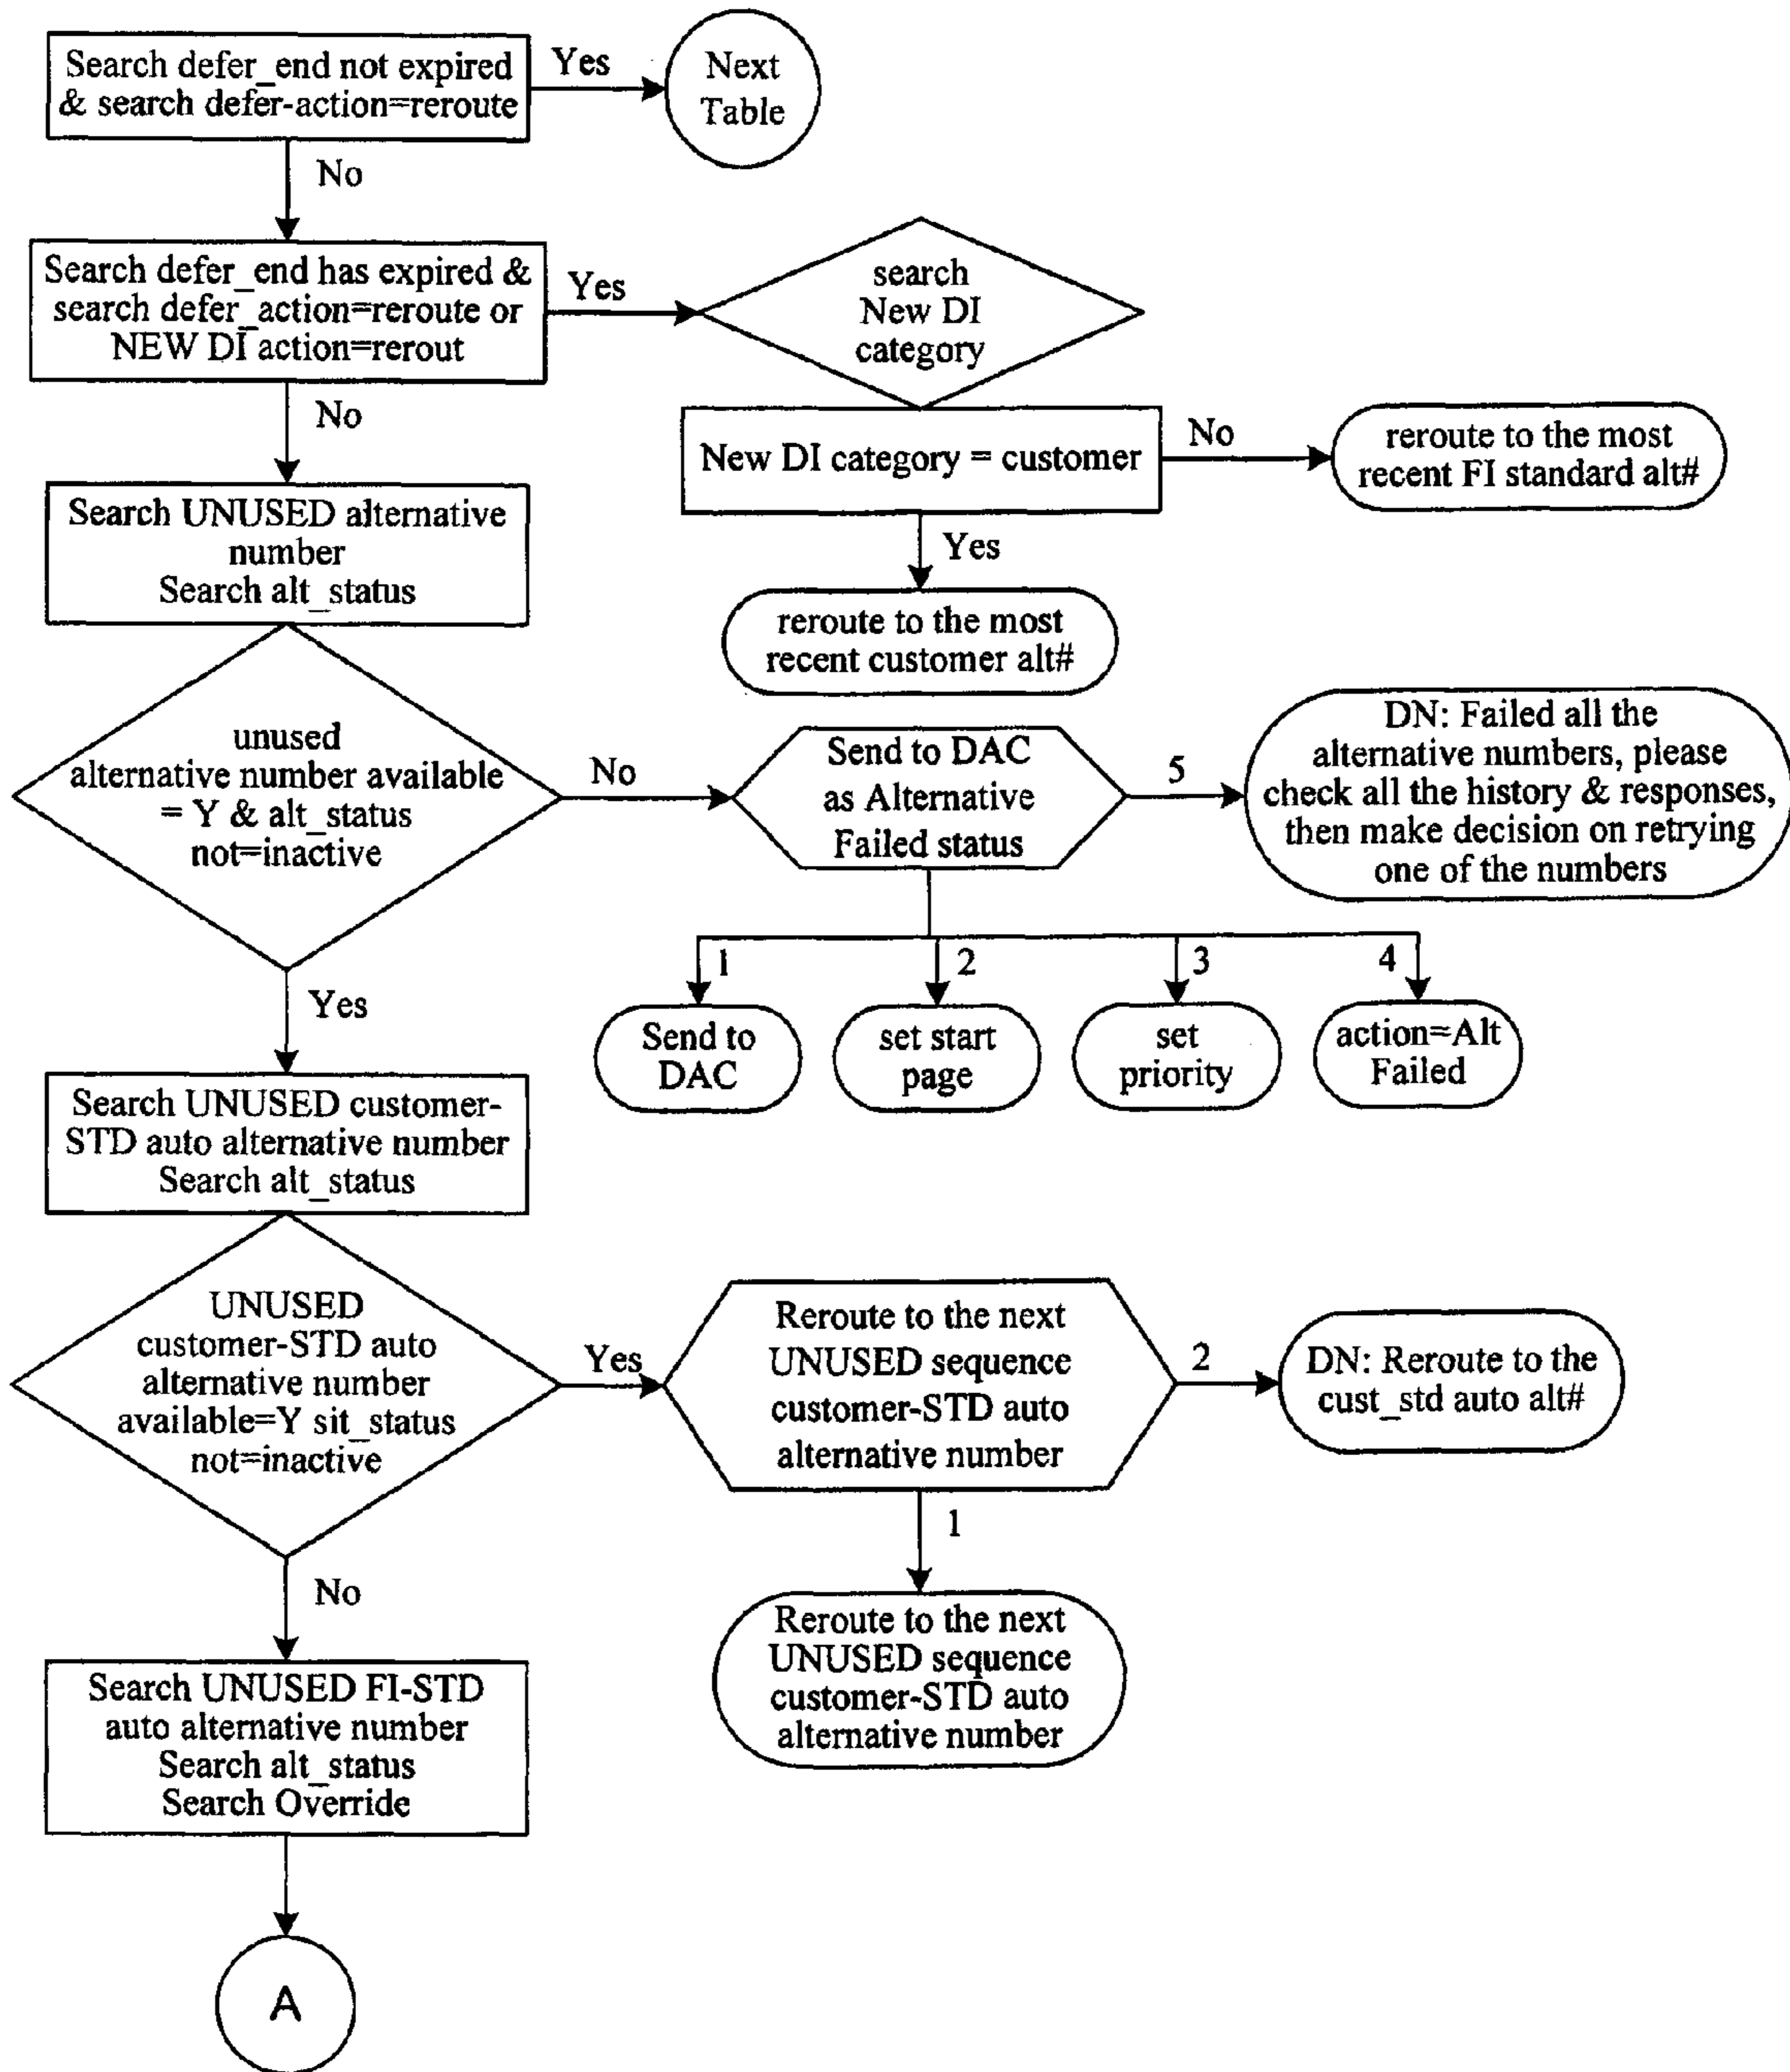 Search defer_end not expired
& search defer-action=reroute
Yes
Next
Table
No
Search defer_end has expired &
search defer_action=reroute or
NEW DI action=rerout
Yes
search
New DI
category
No
New DI category = customer
No
reroute to the most
recent FI standard alt#
Yes
reroute to the most
recent customer alt#
Search UNUSED alternative
number
Search alt_status
unused
alternative number available
= Y & alt_status
not=inactive
No
Send to DAC
as Alternative
Failed status
5
DN: Failed all the
alternative numbers, please
check all the history & responses,
then make decision on retrying
one of the numbers
1
2
3
4
Send to
DAC
set start
page
set
priority
action=Alt
Failed
Yes
Search UNUSED customer-
STD auto alternative number
Search alt_status
UNUSED
customer-STD auto
alternative number
available=Y sit_status
not=inactive
Yes
Reroute to the next
UNUSED sequence
customer-STD auto
alternative number
2
DN: Reroute to the
cust_std auto alt#
1
Reroute to the next
UNUSED sequence
customer-STD auto
alternative number
No
Search UNUSED FI-STD
auto alternative number
Search alt_status
Search Override
A